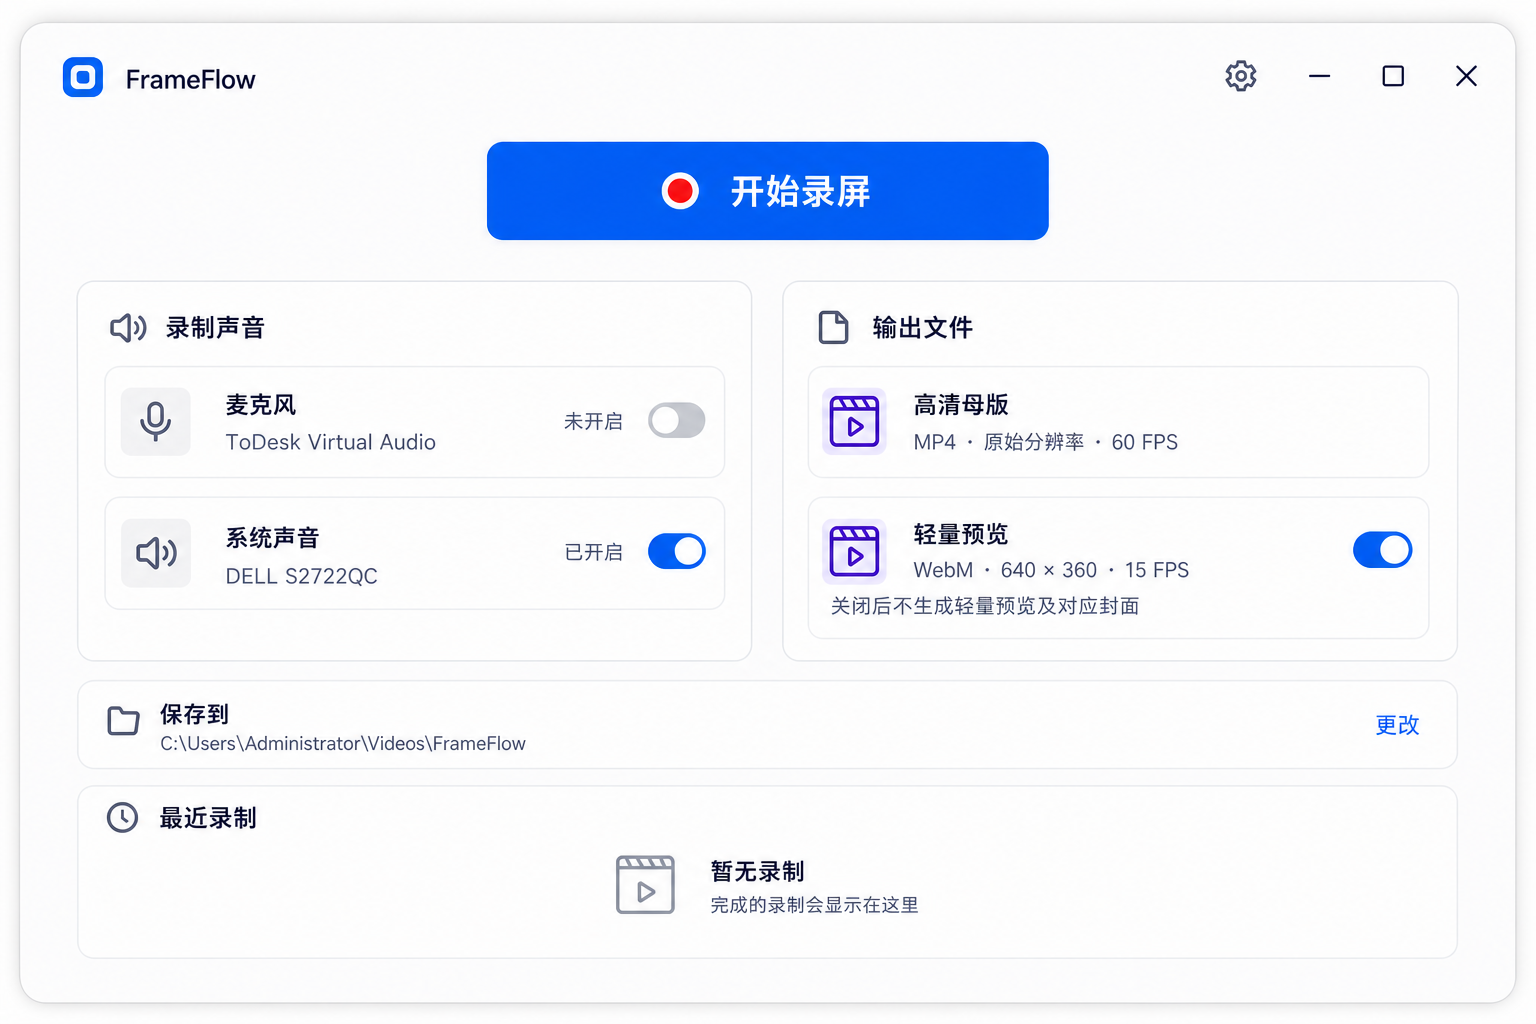 FrameFlow
开始录屏
录制声音
麦克风
ToDesk Virtual Audio
未开启
系统声音
DELL S2722QC
已开启
输出文件
高清母版
MP4 · 原始分辨率 · 60 FPS
轻量预览
WebM · 640 × 360 · 15 FPS
关闭后不生成轻量预览及对应封面
保存到
C:\Users\Administrator\Videos\FrameFlow
更改
最近录制
暂无录制
完成的录制会显示在这里